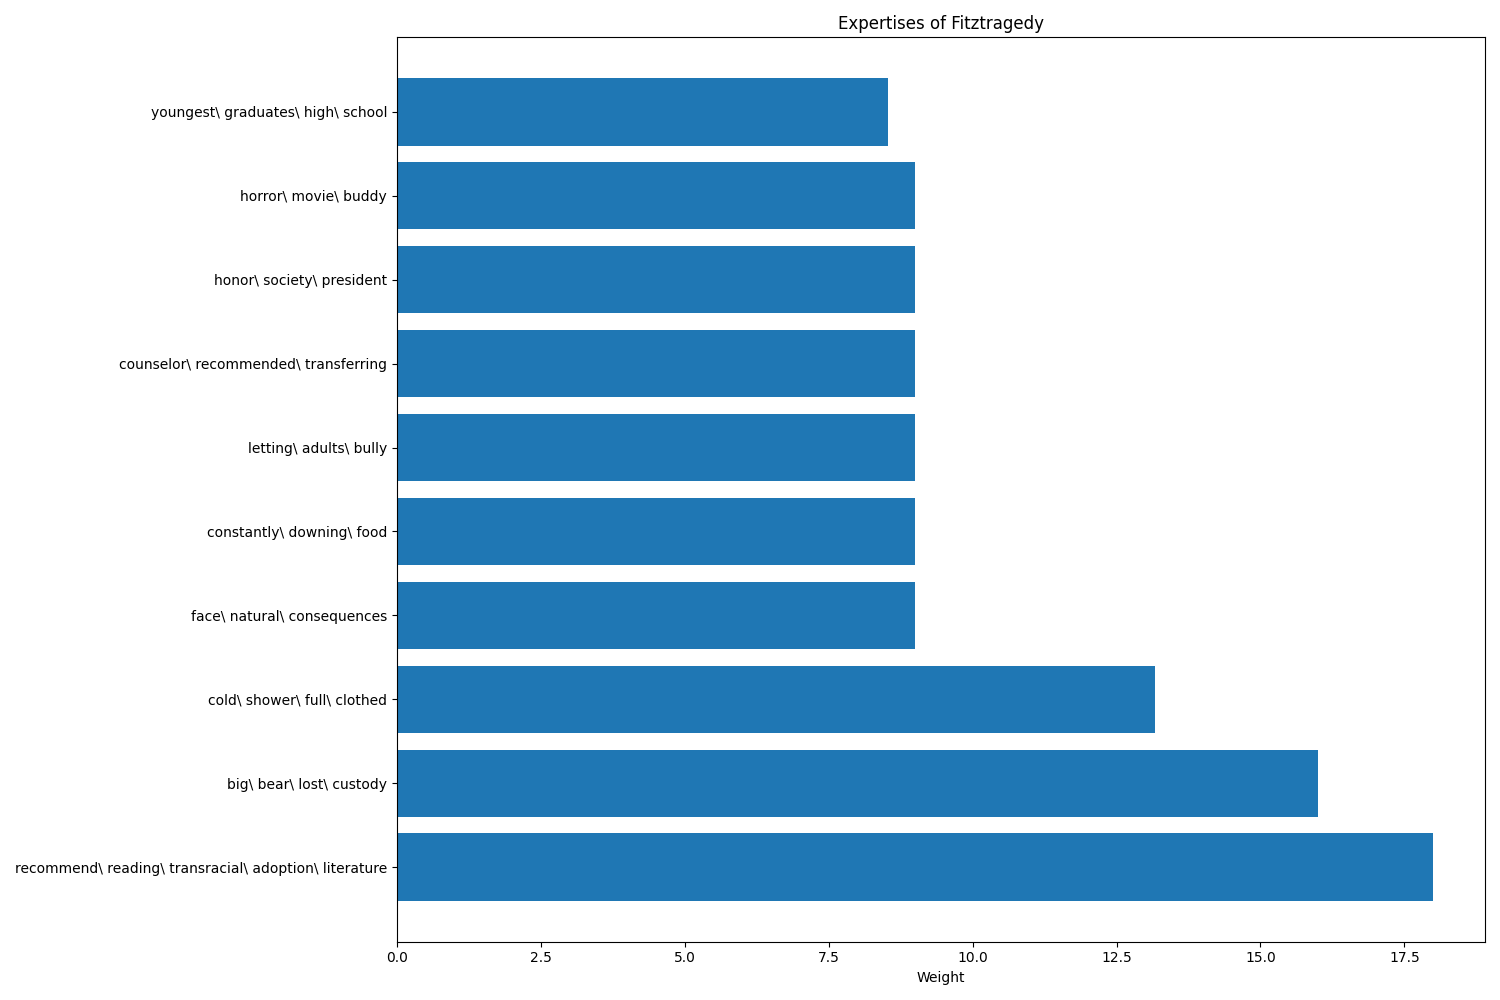 Expertises of Fitztragedy
youngest\ graduates\ high\ school
horror\ movie\ buddy
honor\ society\ president
counselor\ recommended\ transferring
letting\ adults\ bully
constantly\ downing\ food
face\ natural\ consequences
cold\ shower\ full\ clothed
big\ bear\ lost\ custody
recommend\ reading\ transracial\ adoption\ literature
0.0 2.5 5.0 7.5 10.0 12.5 15.0 17.5
Weight